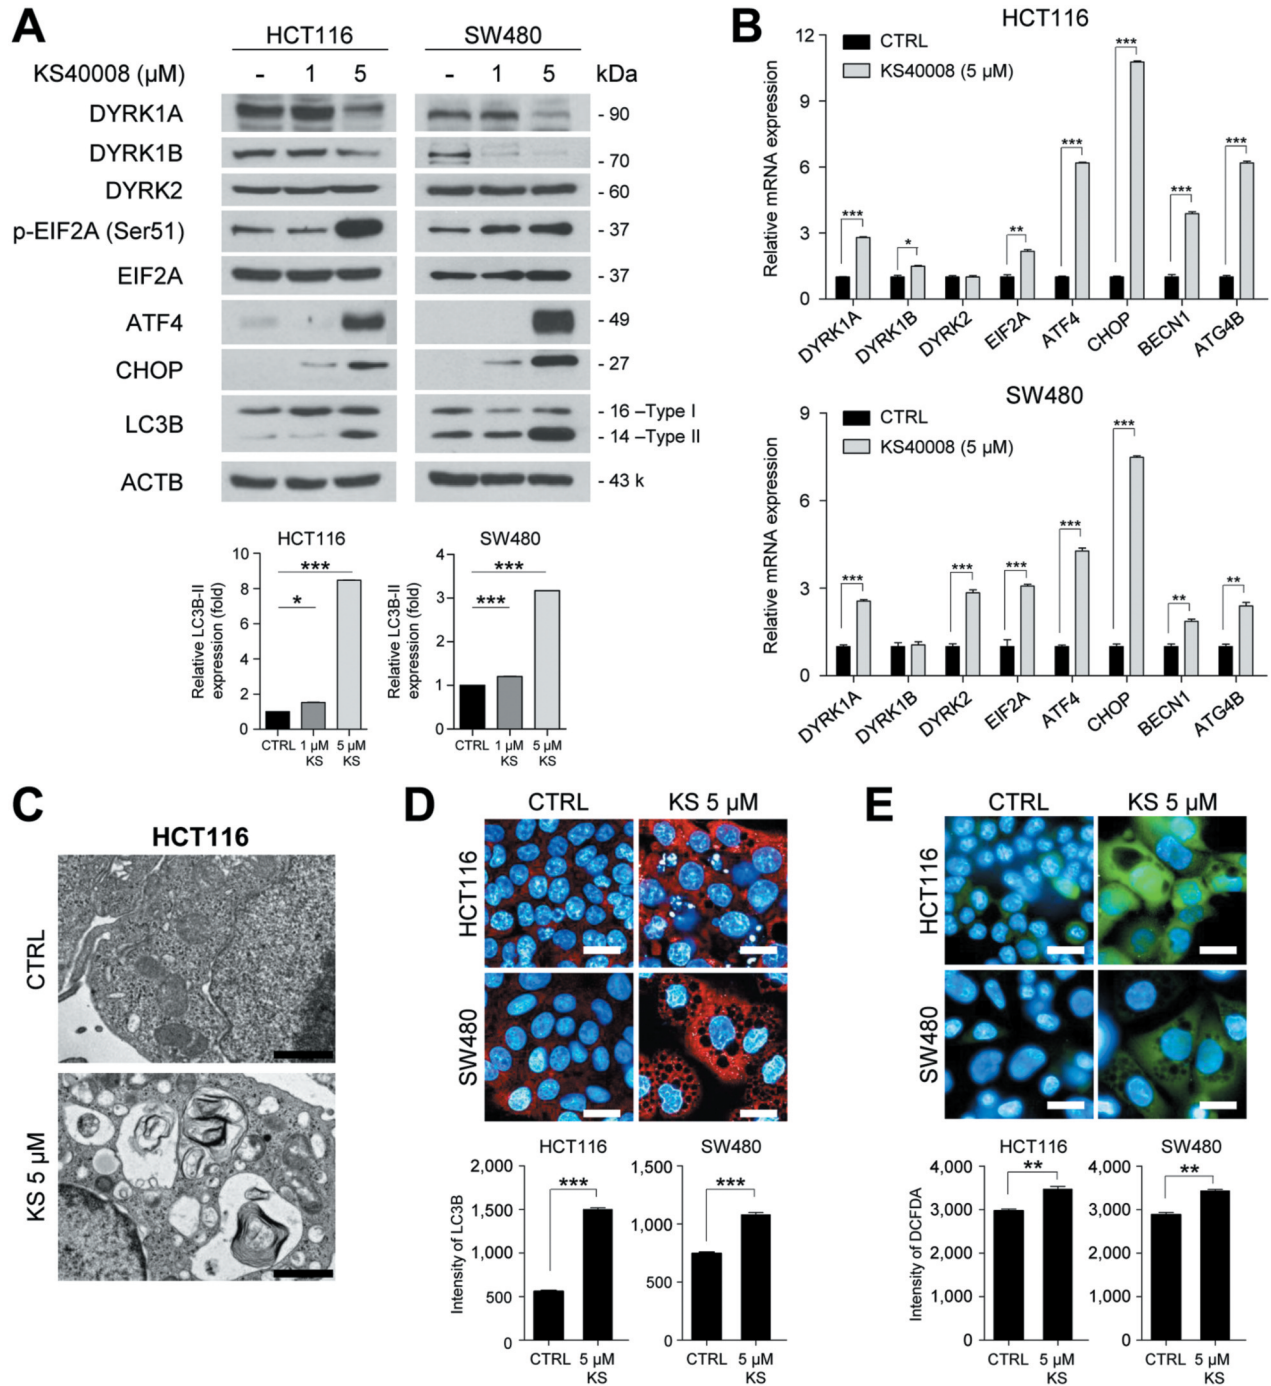 A
HCT116 SW480
KS40008 (µM) - 1 5 - 1 5 kDa
DYRK1A - 90
DYRK1B - 70
DYRK2 - 60
p-EIF2A (Ser51) - 37
EIF2A - 37
ATF4 - 49
CHOP - 27
LC3B - 16 –Type I
- 14 –Type II
ACTB - 43 k
HCT116
Relative LC3B-II
expression (fold)
10
8
6
4
2
0
***
*
CTRL 1 µM 5 µM
KS KS
SW480
Relative LC3B-II
expression (fold)
4
3
2
1
0
***
***
CTRL 1 µM 5 µM
KS KS
B
HCT116
CTRL
KS40008 (5 µM)
Relative mRNA expression
12
9
6
3
0
*** * ** *** *** *** ***
DYRK1A DYRK1B DYRK2 EIF2A ATF4 CHOP BECN1 ATG4B
SW480
CTRL
KS40008 (5 µM)
Relative mRNA expression
9
6
3
0
*** *** *** *** *** ** **
DYRK1A DYRK1B DYRK2 EIF2A ATF4 CHOP BECN1 ATG4B
C
HCT116
CTRL
KS 5 µM
D
CTRL KS 5 µM
HCT116
SW480
HCT116
Intensity of LC3B
2,000
1,500
1,000
500
0
***
CTRL 5 µM
KS
SW480
1,500
1,000
500
0
***
CTRL 5 µM
KS
E
CTRL KS 5 µM
HCT116
SW480
HCT116
Intensity of DCFDA
4,000
3,000
2,000
1,000
0
**
CTRL 5 µM
KS
SW480
4,000
3,000
2,000
1,000
0
**
CTRL 5 µM
KS